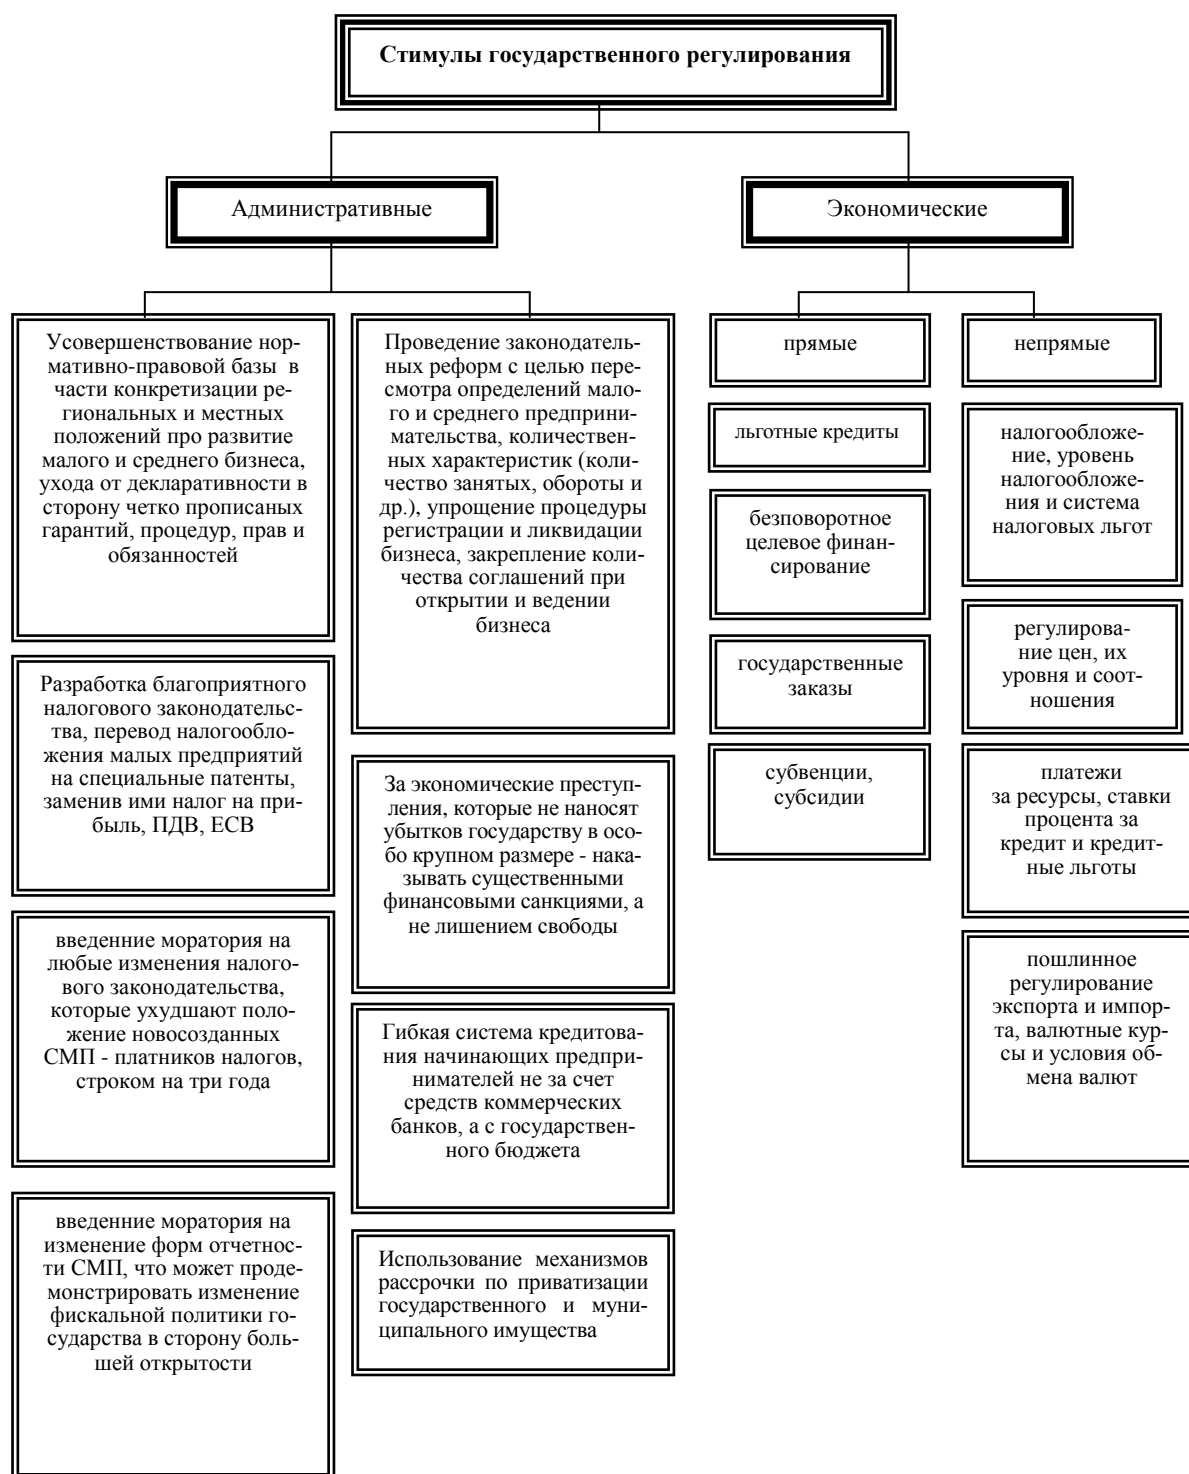 Стимулы государственного регулирования
Административные
Экономические
Усовершенствование нор-
мативно-правовой базы в
части конкретизации ре-
гиональных и местных
положений про развитие
малого и среднего бизнеса,
ухода от декларативности в
сторону четко прописаных
гарантий, процедур, прав и
обязанностей
Разработка благоприятного
налогового законодательс-
тва, перевод налогообло-
жения малых предприятий
на специальные патенты,
заменив ими налог на при-
быль, ПДВ, ЕСВ
введенние моратория на
любые изменения налого-
вого законодательства,
которые ухудшают поло-
жение новосозданных
СМП - платников налогов,
строком на три года
введенние моратория на
изменение форм отчетнос-
ти СМП, что может проде-
монстрировать изменение
фискальной политики го-
сударства в сторону боль-
шей открытости
Проведение законодатель-
ных реформ с целью пере-
смотра определений мало-
го и среднего предприни-
мательства, количествен-
ных характеристик (коли-
чество занятых, обороты и
др.), упрощение процедуры
регистрации и ликвидации
бизнеса, закрепление коли-
чества соглашений при
открытии и ведении
бизнеса
За экономические преступ-
ления, которые не наносят
убытков государству в осо-
бо крупном размере - нака-
зывать существенными
финансовыми санкциями, а
не лишением свободы
Гибкая система кредитова-
ния начинающих предпри-
нимателей не за счет
средств коммерческих
банков, а с государствен-
ного бюджета
Использование механизмов
рассрочки по приватизации
государственного и муни-
ципального имущества
прямые
льготные кредиты
безповоротное
целевое финан-
сирование
государственные
заказы
субвенции,
субсидии
непрямые
налогообложе-
ние, уровень
налогообложе-
ния и система
налоговых льгот
регулирова-
ние цен, их
уровня и соот-
ношения
платежи
за ресурсы, ставки
процента за
кредит и кредит-
ные льготы
пошлинное
регулирование
экспорта и импор-
та, валютные кур-
сы и условия об-
мена валют